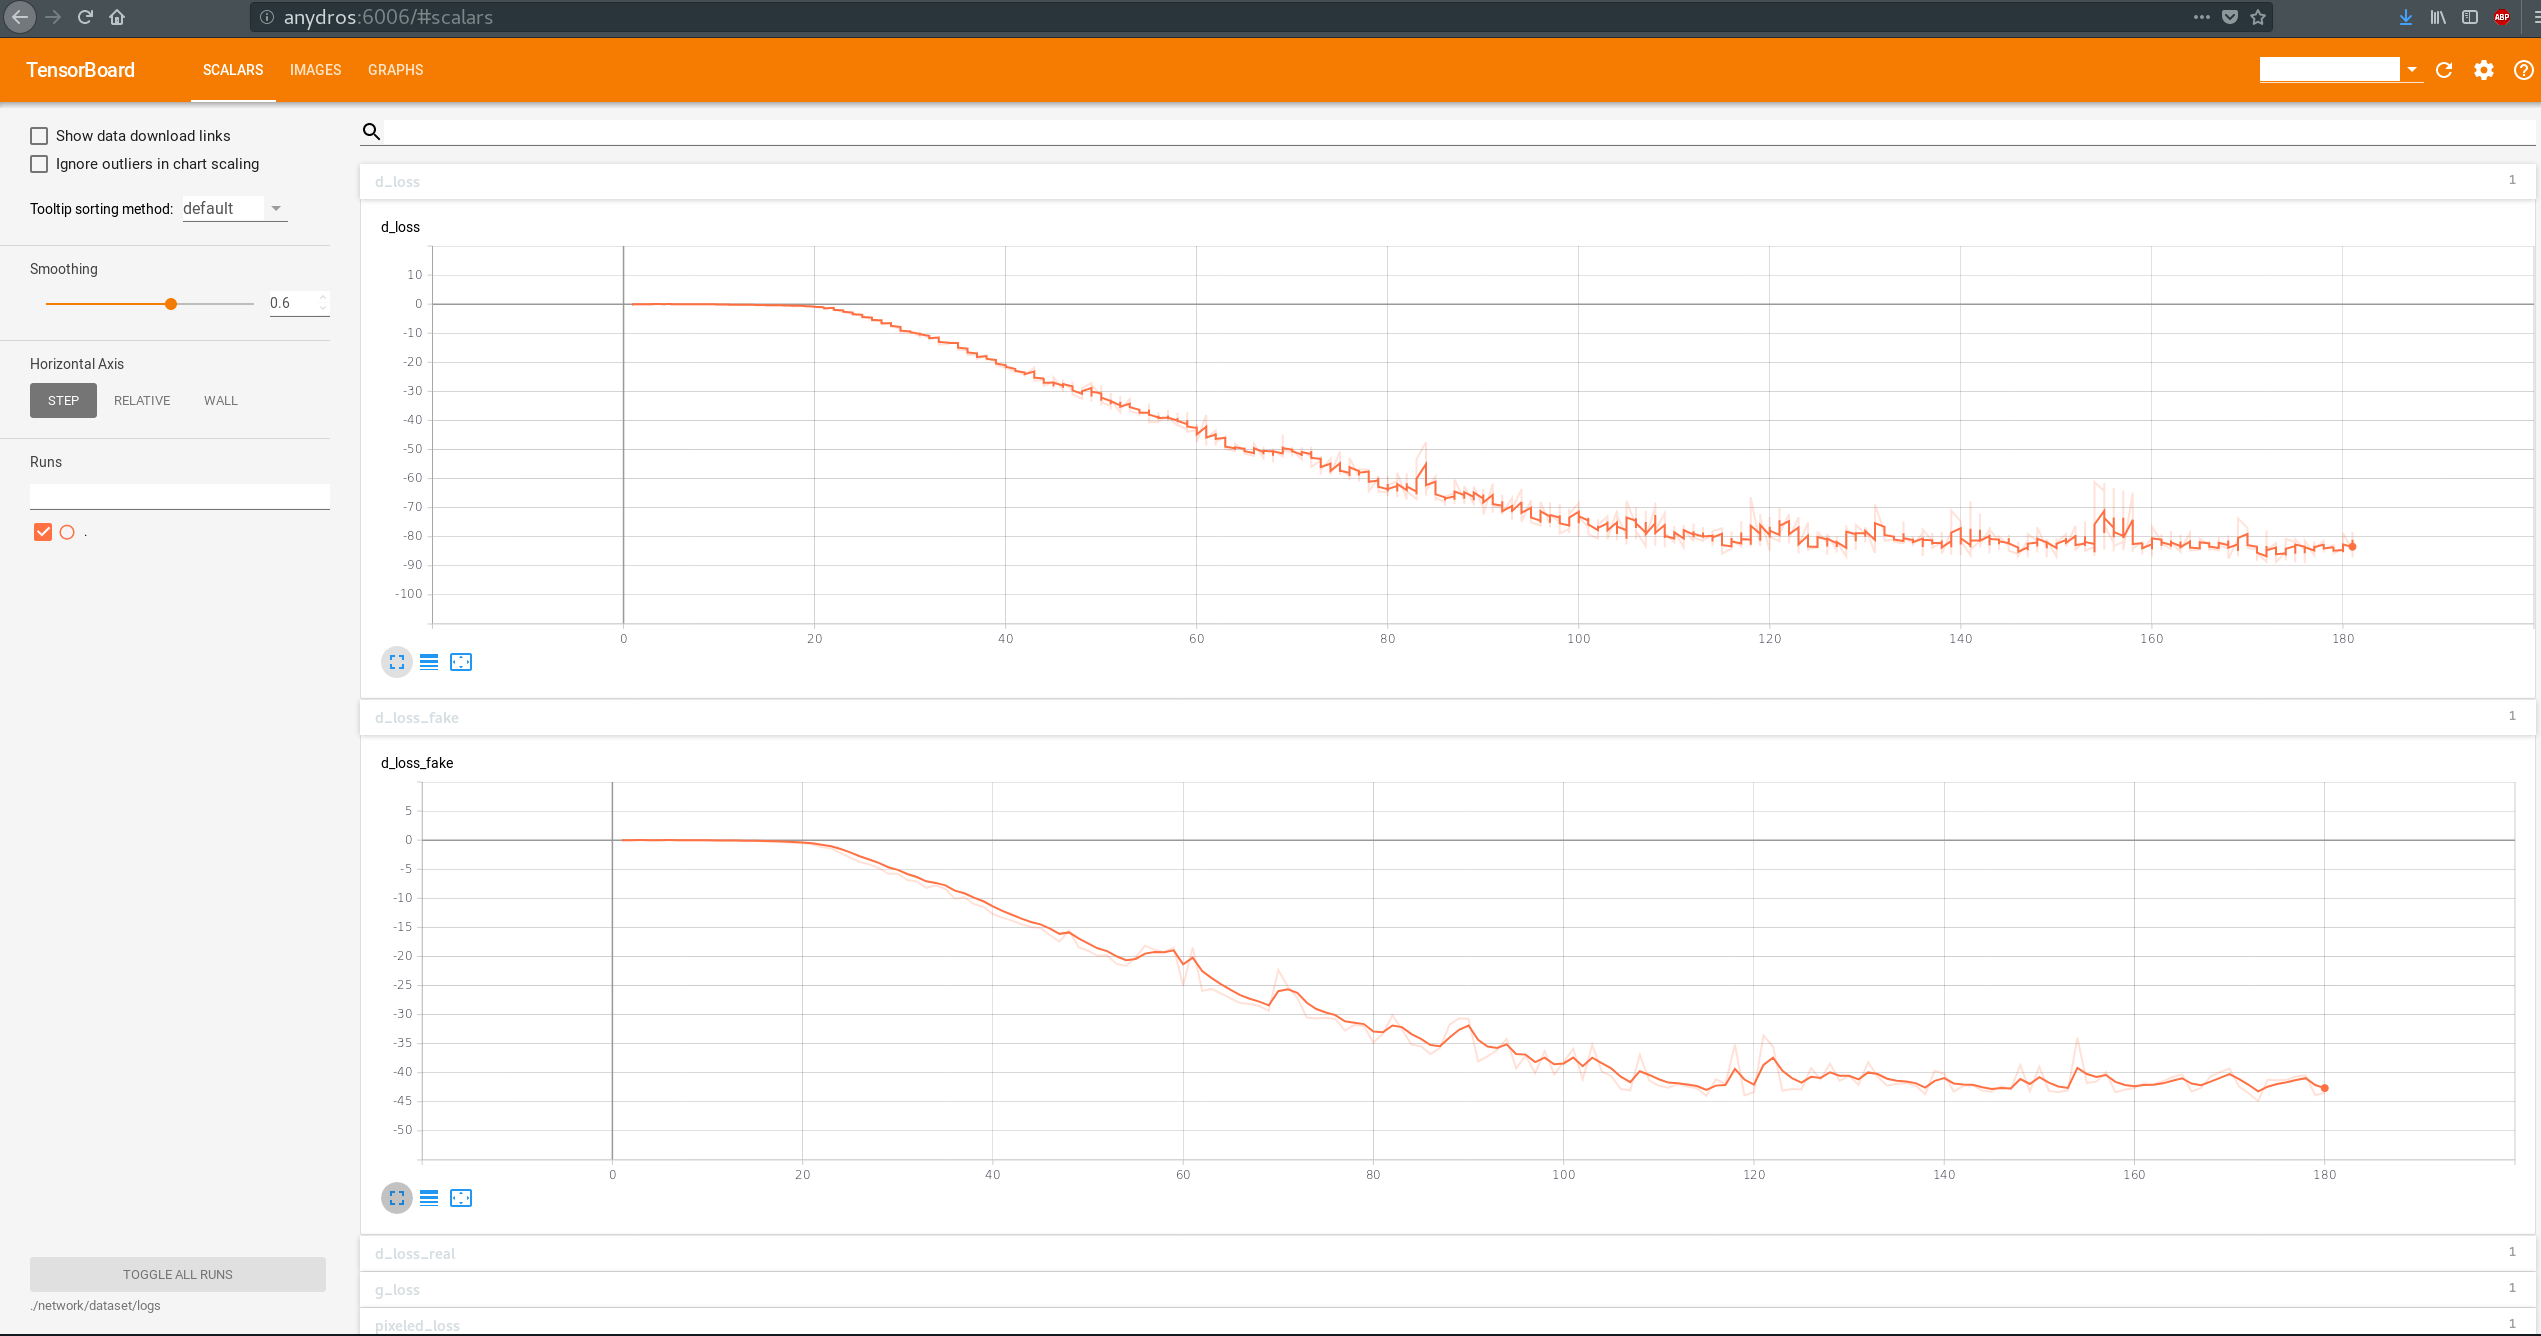 anydros:6006/#scalars
ABP
TensorBoard SCALARS IMAGES GRAPHS
Show data download links
Ignore outliers in chart scaling
Tooltip sorting method: default
Smoothing
0.6
Horizontal Axis
STEP RELATIVE WALL
Runs
.
TOGGLE ALL RUNS
./network/dataset/logs
d_loss 1
d_loss
10
0
-10
-20
-30
-40
-50
-60
-70
-80
-90
-100
0 20 40 60 80 100 120 140 160 180
d_loss_fake 1
d_loss_fake
5
0
-5
-10
-15
-20
-25
-30
-35
-40
-45
-50
0 20 40 60 80 100 120 140 160 180
d_loss_real 1
g_loss 1
pixeled_loss 1